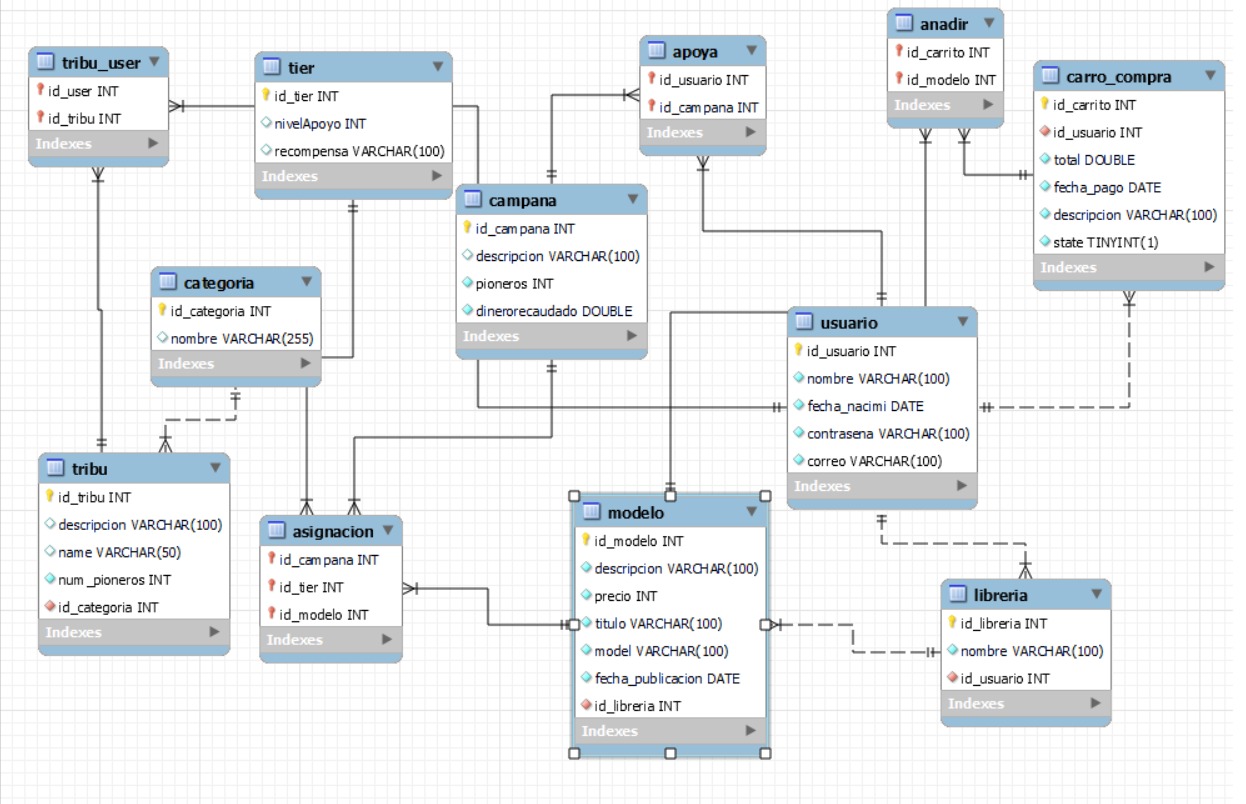 tribu_user
id_user INT
id_tribu INT
Indexes
tier
id_tier INT
nivelApoyo INT
recompensa VARCHAR(100)
Indexes
apoya
id_usuario INT
id_campana INT
Indexes
anadir
id_carrito INT
id_modelo INT
Indexes
carro_compra
id_carrito INT
id_usuario INT
total DOUBLE
fecha_pago DATE
descripcion VARCHAR(100)
state TINYINT(1)
Indexes
campana
id_campana INT
descripcion VARCHAR(100)
pioneros INT
dinerorecaudado DOUBLE
Indexes
categoria
id_categoria INT
nombre VARCHAR(255)
Indexes
usuario
id_usuario INT
nombre VARCHAR(100)
fecha_nacimi DATE
contrasena VARCHAR(100)
correo VARCHAR(100)
Indexes
tribu
id_tribu INT
descripcion VARCHAR(100)
name VARCHAR(50)
num_pioneros INT
id_categoria INT
Indexes
asignacion
id_campana INT
id_tier INT
id_modelo INT
Indexes
modelo
id_modelo INT
descripcion VARCHAR(100)
precio INT
titulo VARCHAR(100)
model VARCHAR(100)
fecha_publicacion DATE
id_libreria INT
Indexes
libreria
id_libreria INT
nombre VARCHAR(100)
id_usuario INT
Indexes